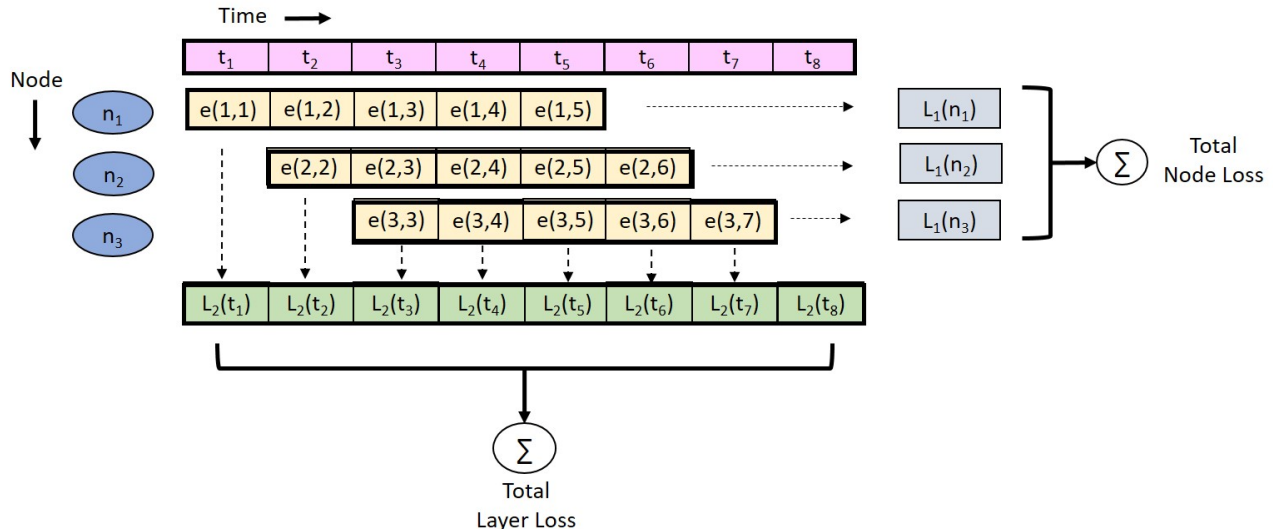 Time
t₁ t₂ t₃ t₄ t₅ t₆ t₇ t₈
Node
n₁ e(1,1) e(1,2) e(1,3) e(1,4) e(1,5) L₁(n₁)
n₂ e(2,2) e(2,3) e(2,4) e(2,5) e(2,6) L₁(n₂)
n₃ e(3,3) e(3,4) e(3,5) e(3,6) e(3,7) L₁(n₃)
∑
Total
Node Loss
L₂(t₁) L₂(t₂) L₂(t₃) L₂(t₄) L₂(t₅) L₂(t₆) L₂(t₇) L₂(t₈)
∑
Total
Layer Loss